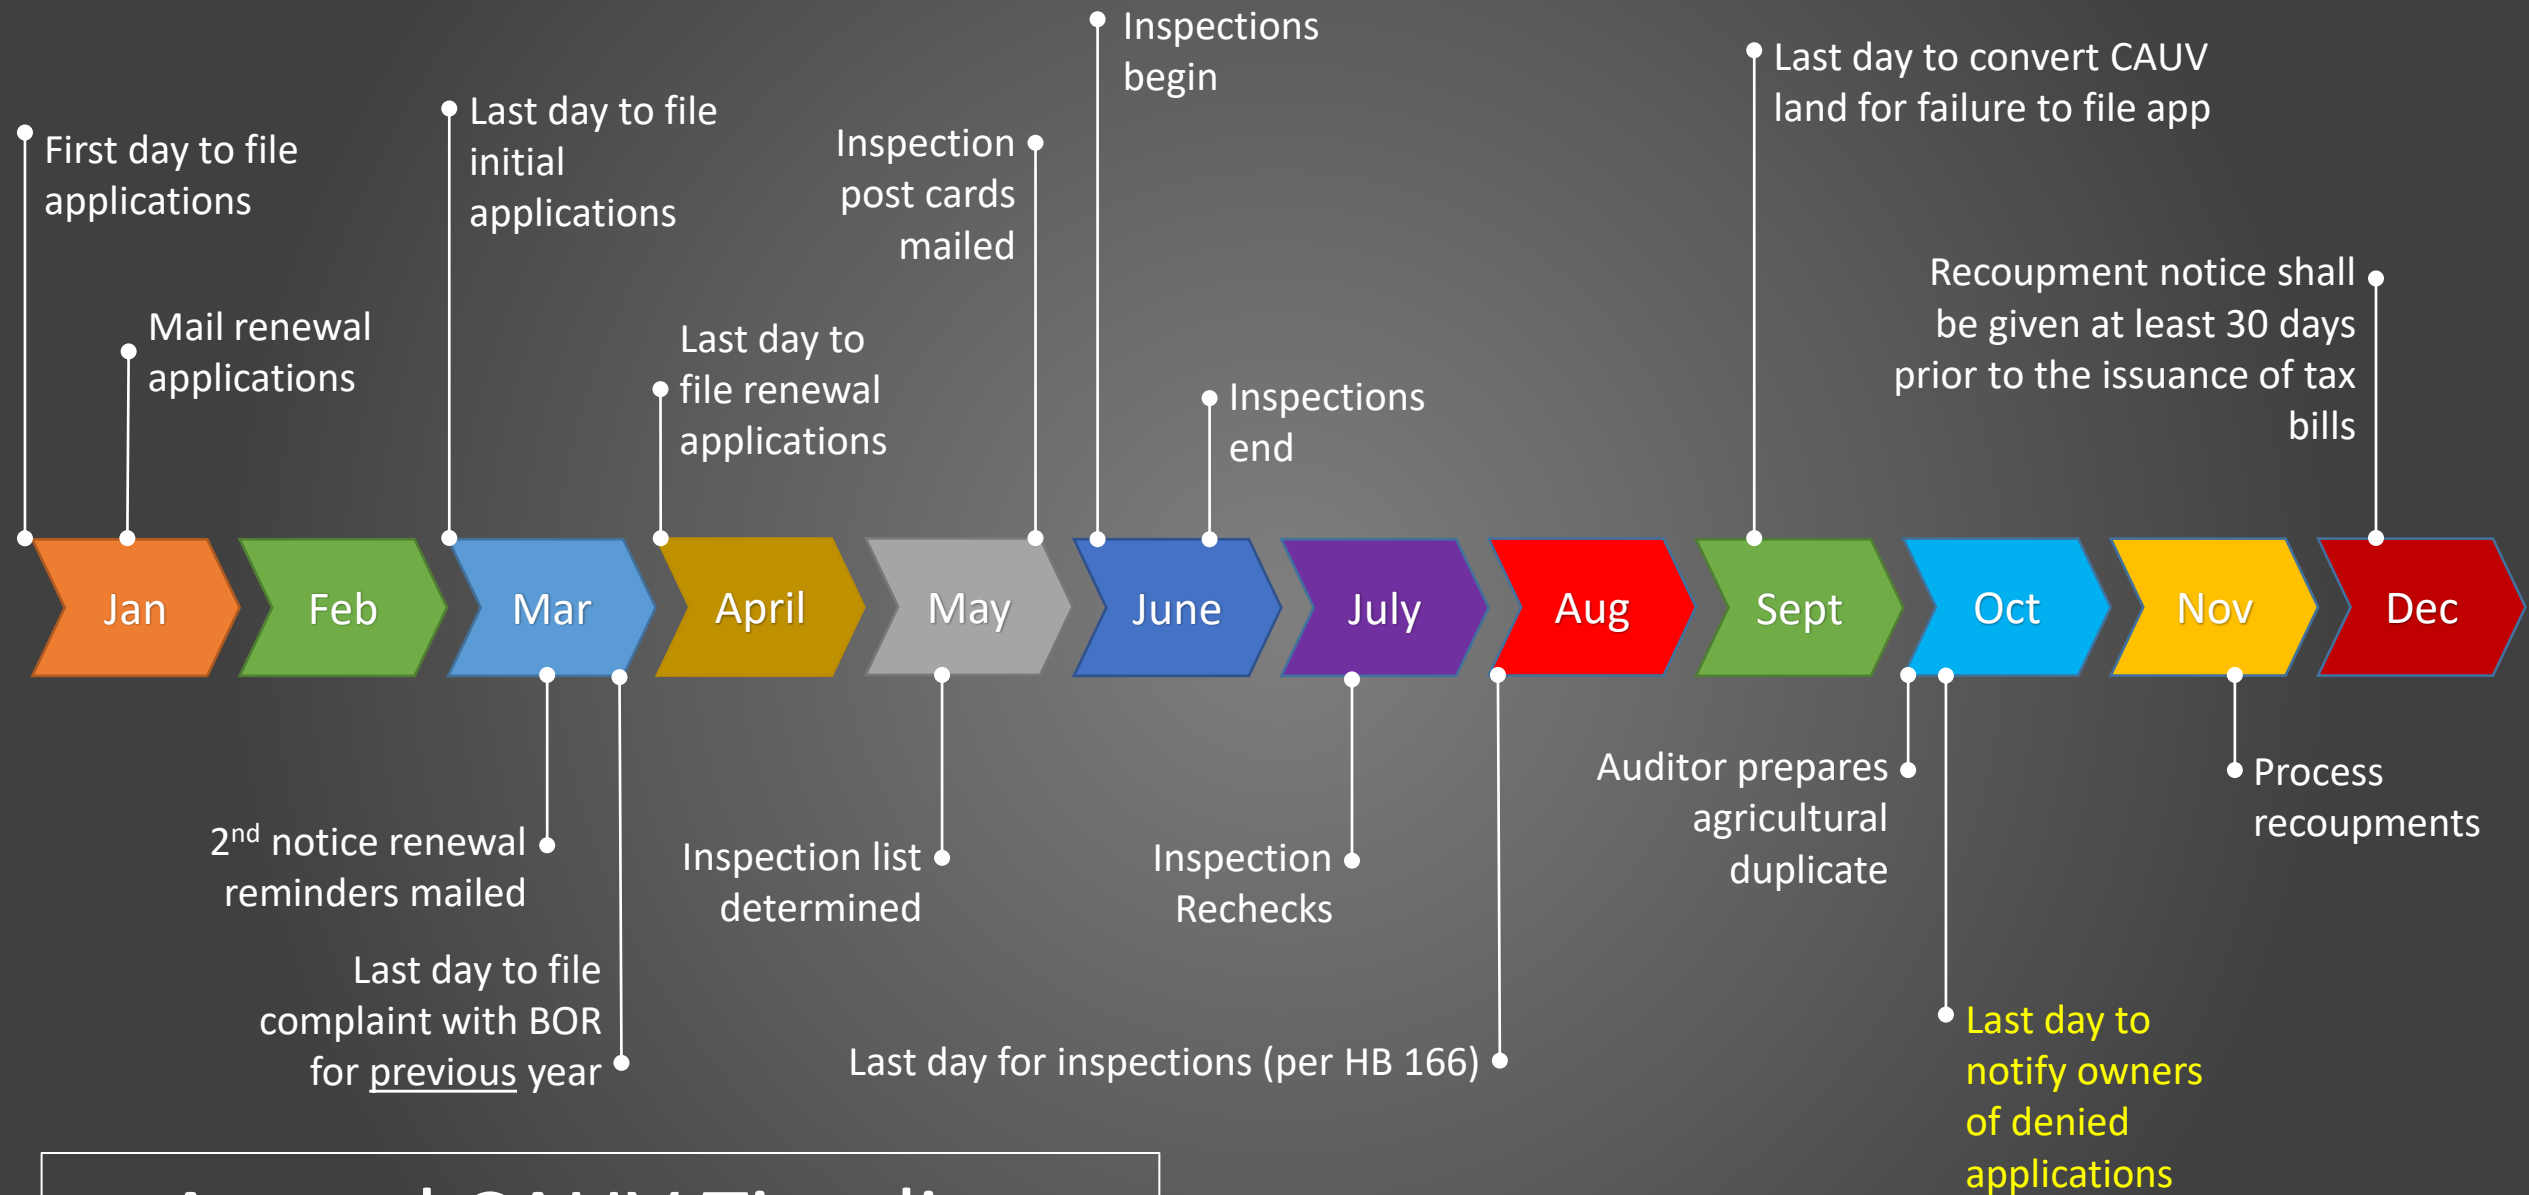 First day to file
applications
Mail renewal
applications
Last day to file
initial
applications
Last day to
file renewal
applications
Inspection
post cards
mailed
Inspections
begin
Inspections
end
Last day to convert CAUV
land for failure to file app
Recoupment notice shall
be given at least 30 days
prior to the issuance of tax
bills
Jan
Feb
Mar
April
May
June
July
Aug
Sept
Oct
Nov
Dec
2nd notice renewal
reminders mailed
Last day to file
complaint with BOR
for previous year
Inspection list
determined
Inspection
Rechecks
Last day for inspections (per HB 166)
Auditor prepares
agricultural
duplicate
Last day to
notify owners
of denied
applications
Process
recoupments